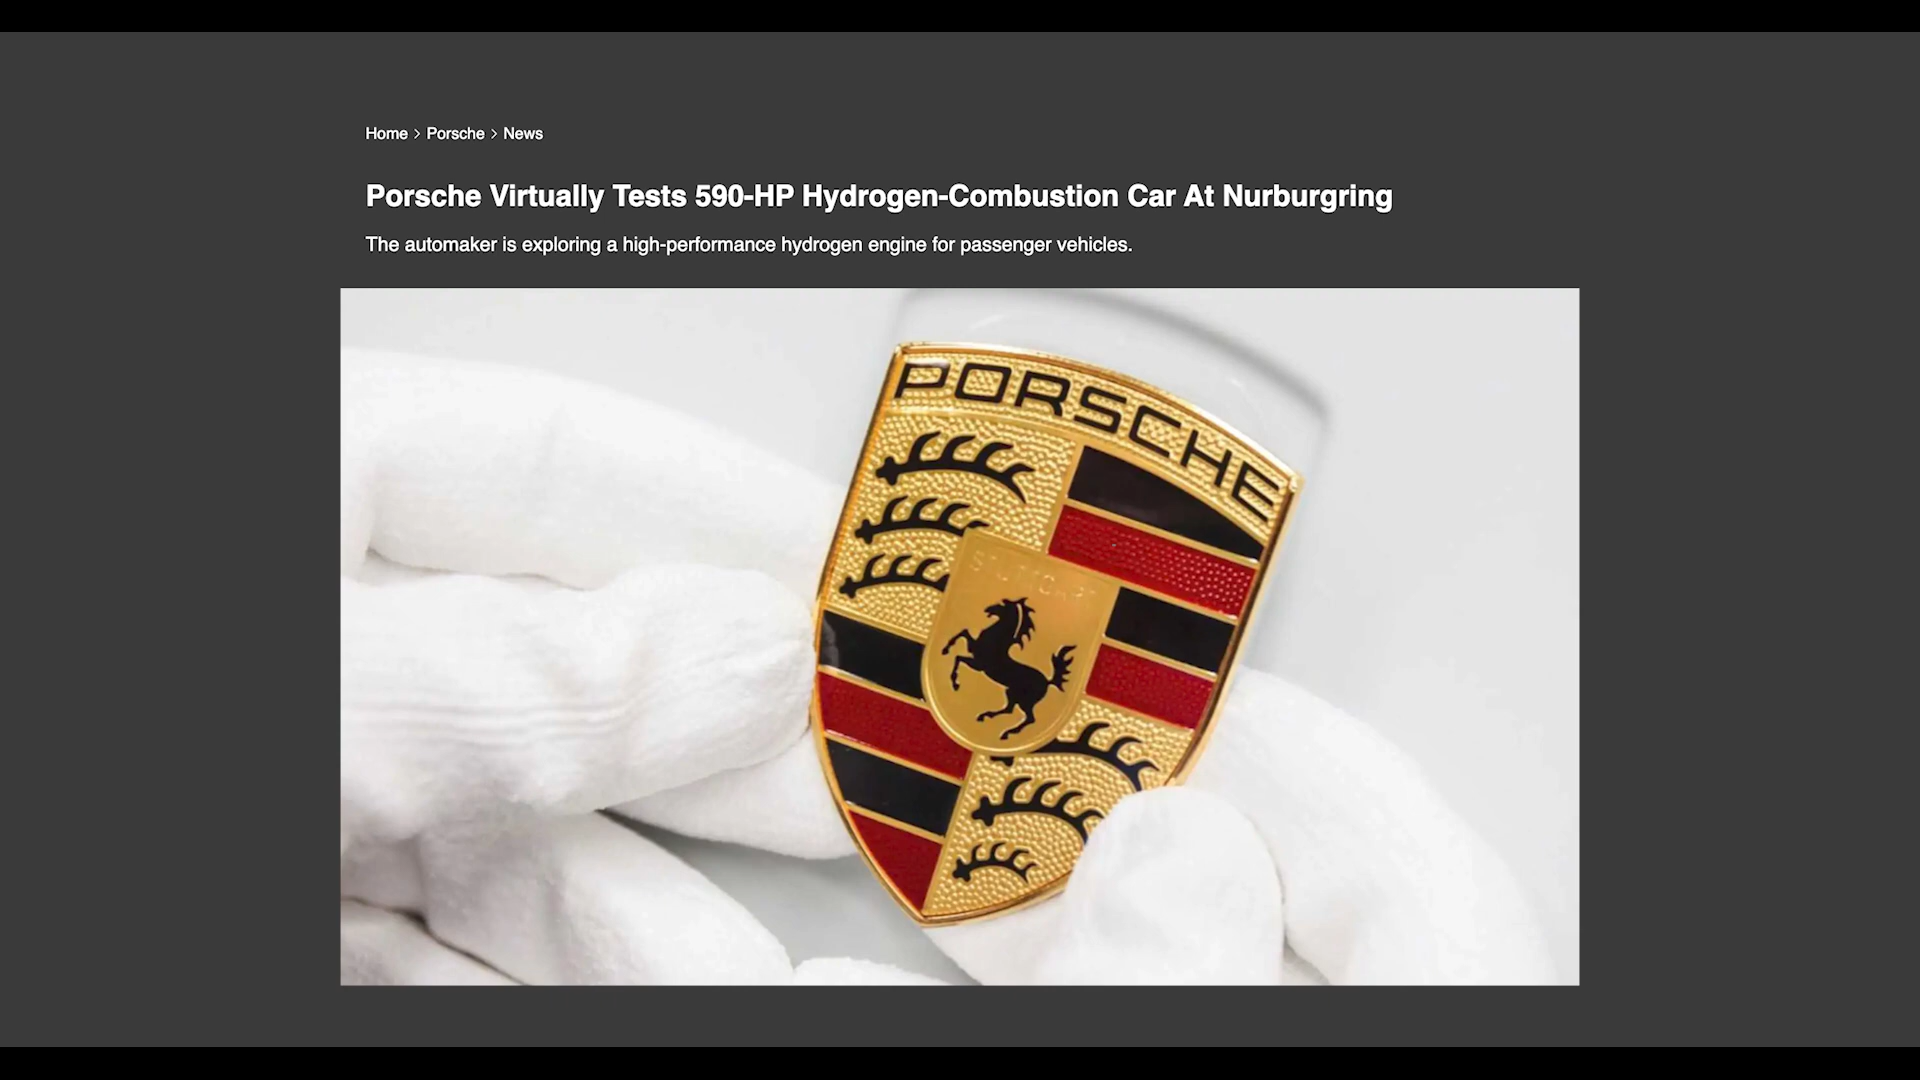 Home > Porsche > News
Porsche Virtually Tests 590-HP Hydrogen-Combustion Car At Nurburgring
The automaker is exploring a high-performance hydrogen engine for passenger vehicles.
PORSCHE
STUTTGART